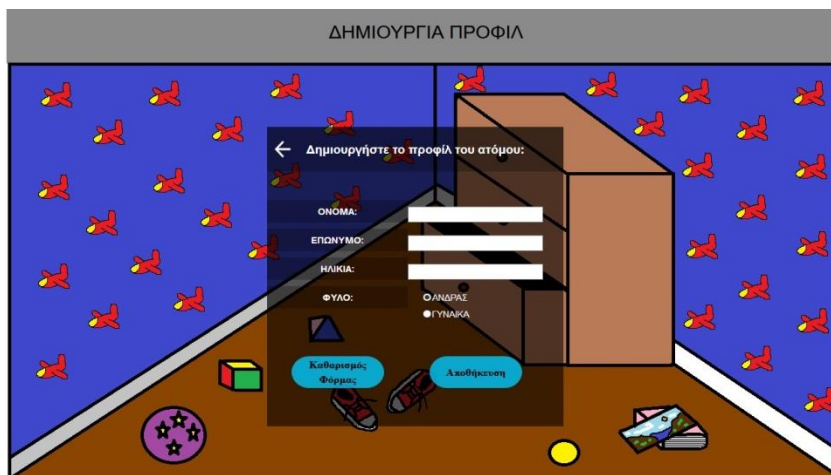 ΔΗΜΙΟΥΡΓΙΑ ΠΡΟΦΙΛ
Δημιουργήστε το προφίλ του ατόμου:
ΟΝΟΜΑ:
ΕΠΩΝΥΜΟ:
ΗΛΙΚΙΑ:
ΦΥΛΟ:
ΑΝΔΡΑΣ
ΓΥΝΑΙΚΑ
Καθαρισμός
Φόρμας
Αποθήκευση